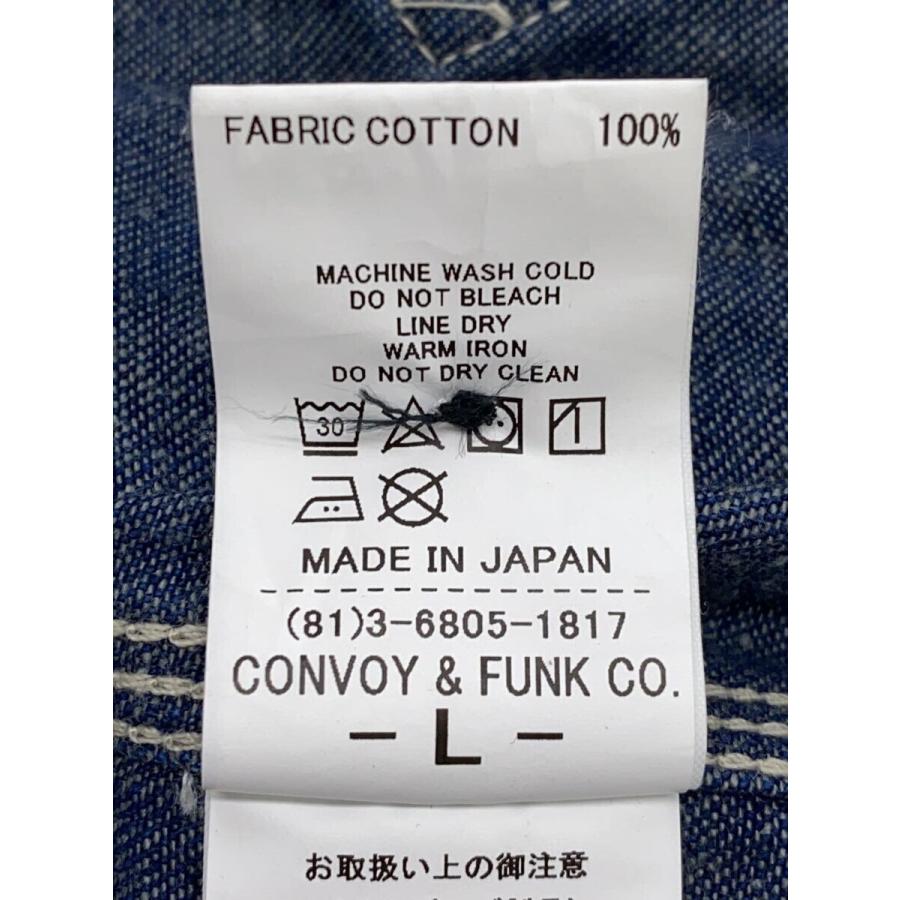 FABRIC COTTON 100%
MACHINE WASH COLD
DO NOT BLEACH
LINE DRY
WARM IRON
DO NOT DRY CLEAN
30
MADE IN JAPAN
(81)3-6805-1817
CONVOY & FUNK CO.
- L -
お取扱い上の御注意